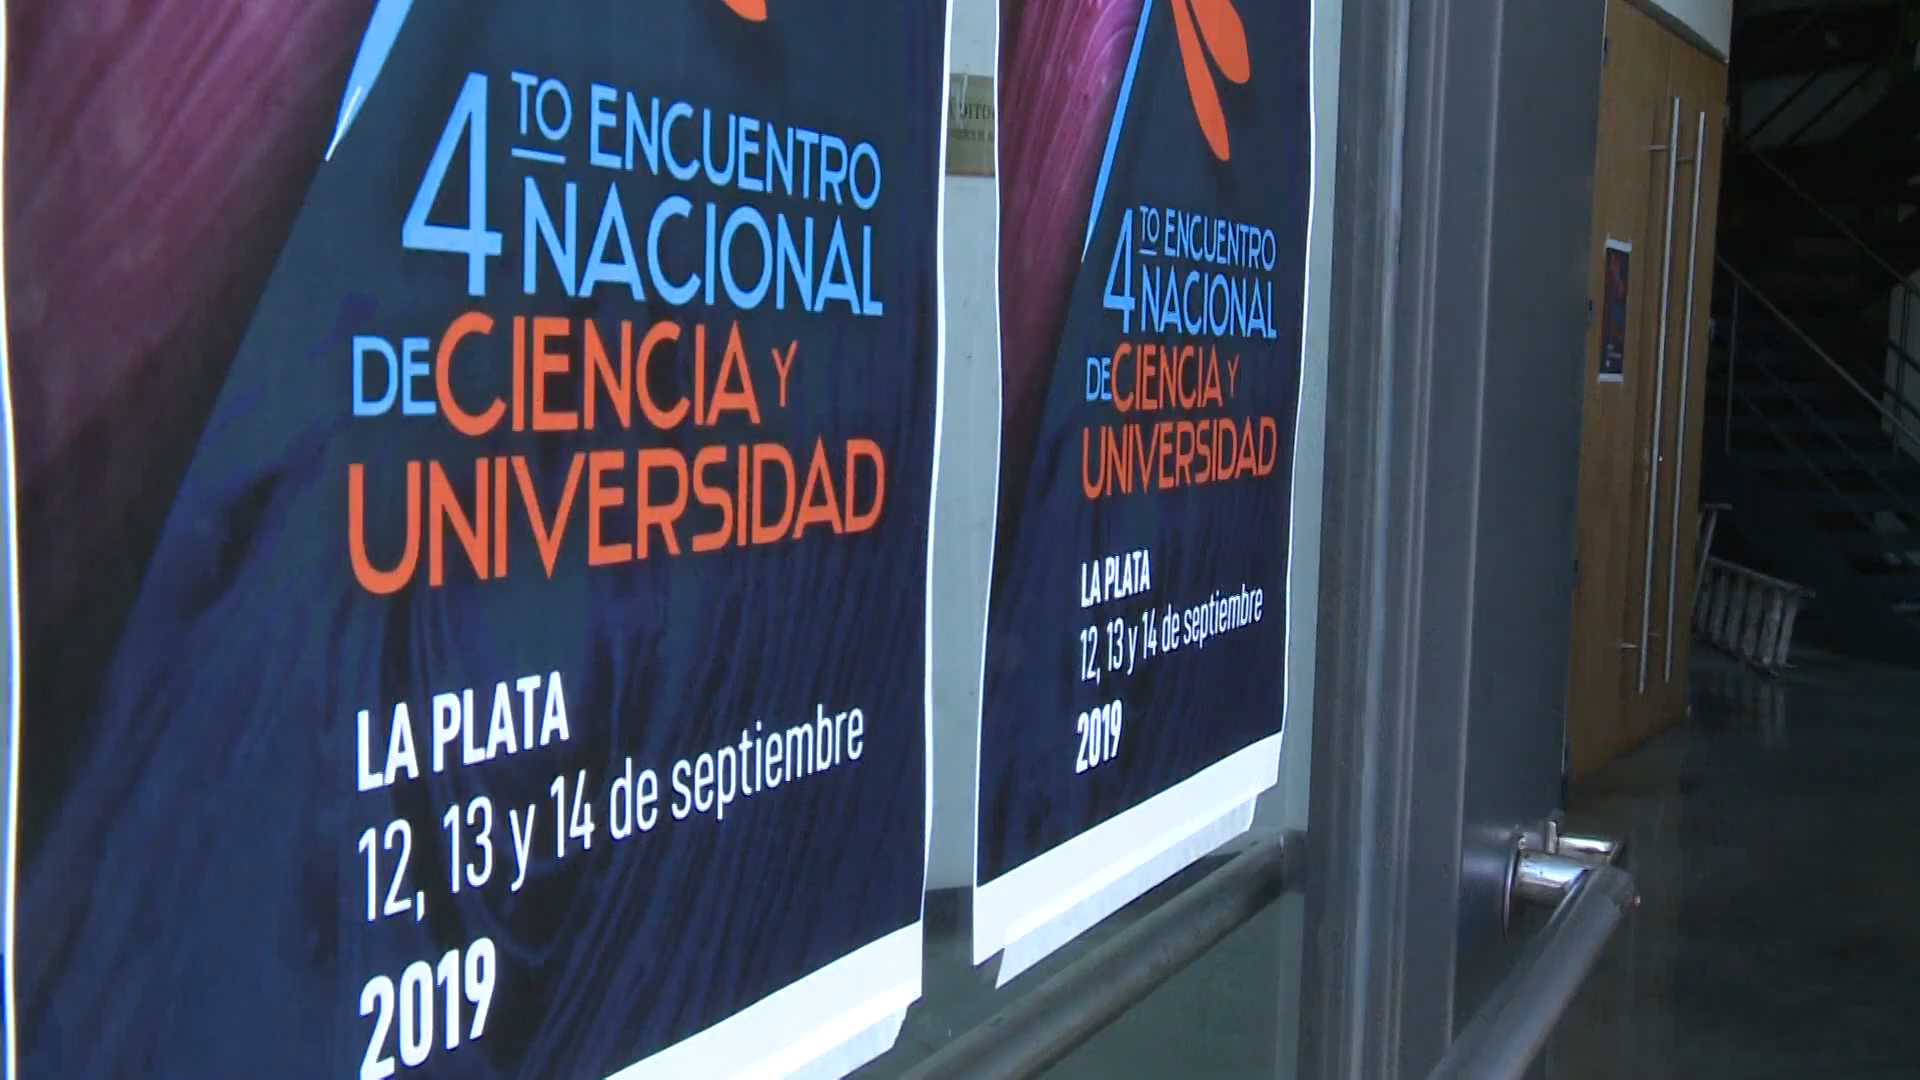 4TO ENCUENTRO
NACIONAL
DE CIENCIA Y
UNIVERSIDAD
LA PLATA
12, 13 y 14 de septiembre
2019
4TO ENCUENTRO
NACIONAL
DE CIENCIA Y
UNIVERSIDAD
LA PLATA
12, 13 y 14 de septiembre
2019